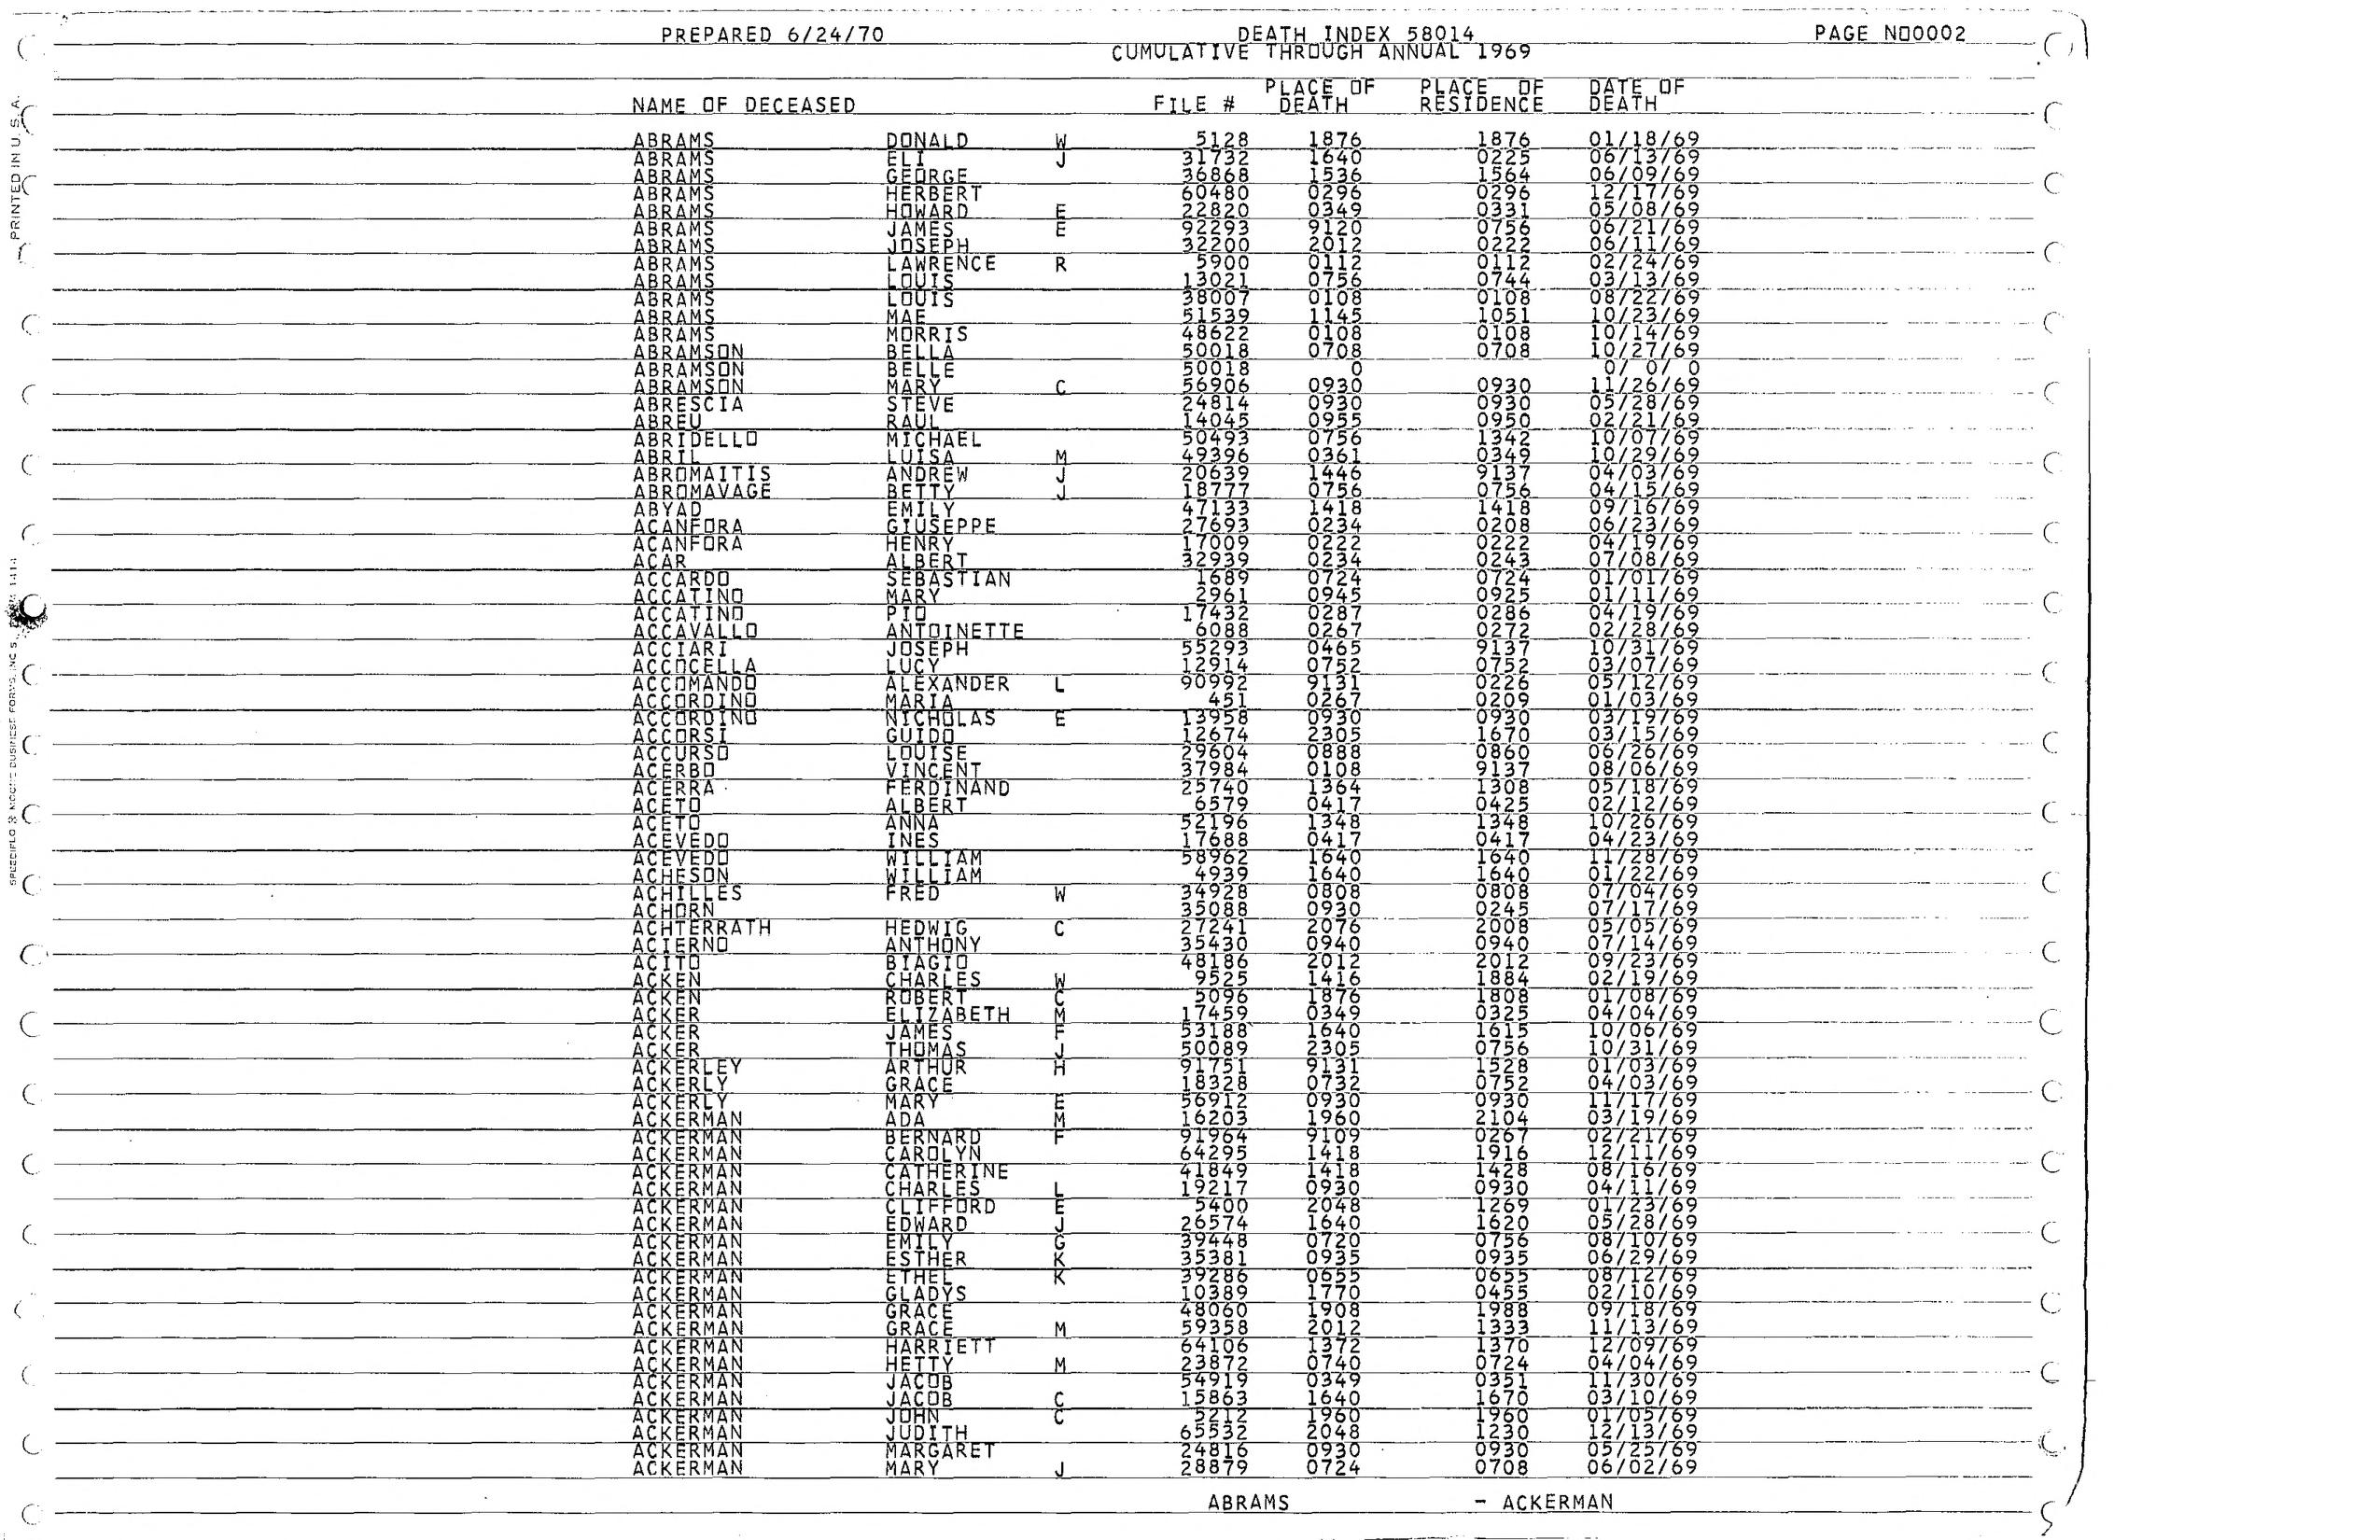 PREPARED 6/24/70 DEATH INDEX 58014 PAGE NO0002
CUMULATIVE THROUGH ANNUAL 1969
PLACE OF PLACE OF DATE OF
NAME OF DECEASED FILE # DEATH RESIDENCE DEATH
ABRAMS DONALD W 5128 1876 1876 01/18/69
ABRAMS ELI J 31732 1640 0225 06/13/69
ABRAMS GEORGE 36868 1536 1564 06/09/69
ABRAMS HERBERT 60480 0296 0296 12/17/69
ABRAMS HOWARD E 22820 0349 0331 05/08/69
ABRAMS JAMES E 92293 9120 0756 06/21/69
ABRAMS JOSEPH 32200 2012 0222 06/11/69
ABRAMS LAWRENCE R 5900 0112 0112 02/24/69
ABRAMS LOUIS 13021 0756 0744 03/13/69
ABRAMS LOUIS 38007 0108 0108 08/22/69
ABRAMS MAE 51539 1145 1051 10/23/69
ABRAMS MORRIS 48622 0108 0108 10/14/69
ABRAMSON BELLA 50018 0708 0708 10/27/69
ABRAMSON BELLE 50018 0 0/ 0/ 0
ABRAMSON MARY C 56906 0930 0930 11/26/69
ABRESCIA STEVE 24814 0930 0930 05/28/69
ABREU RAUL 14045 0955 0950 02/21/69
ABRIDELLO MICHAEL 50493 0756 1342 10/07/69
ABRIL LUISA M 49396 0361 0349 10/29/69
ABROMAITIS ANDREW J 20639 1446 9137 04/03/69
ABROMAVAGE BETTY J 18777 0756 0756 04/15/69
ABYAD EMILY 47133 1418 1418 09/16/69
ACANFORA GIUSEPPE 27693 0234 0208 06/23/69
ACANFORA HENRY 17009 0222 0222 04/19/69
ACAR ALBERT 32939 0234 0243 07/08/69
ACCARDO SEBASTIAN 1689 0724 0724 01/01/69
ACCATINO MARY 2961 0945 0925 01/11/69
ACCATINO PIO 17432 0287 0286 04/19/69
ACCAVALLO ANTOINETTE 6088 0267 0272 02/28/69
ACCIARI JOSEPH 55293 0465 9137 10/31/69
ACCOCELLA LUCY 12914 0752 0752 03/07/69
ACCOMANDO ALEXANDER L 90992 9131 0226 05/12/69
ACCORDINO MARIA 451 0267 0209 01/03/69
ACCORDINO NICHOLAS E 13958 0930 0930 03/19/69
ACCORSI GUIDO 12674 2305 1670 03/15/69
ACCURSO LOUISE 29604 0888 0860 06/26/69
ACERBO VINCENT 37984 0108 9137 08/06/69
ACERRA FERDINAND 25740 1364 1308 05/18/69
ACETO ALBERT 6579 0417 0425 02/12/69
ACETO ANNA 52196 1348 1348 10/26/69
ACEVEDO INES 17688 0417 0417 04/23/69
ACEVEDO WILLIAM 58962 1640 1640 11/28/69
ACHESON WILLIAM 4939 1640 1640 01/22/69
ACHILLES FRED W 34928 0808 0808 07/04/69
ACHORN 35088 0930 0245 07/17/69
ACHTERRATH HEDWIG C 27241 2076 2008 05/05/69
ACIERNO ANTHONY 35430 0940 0940 07/14/69
ACITO BIAGIO 48186 2012 2012 09/23/69
ACKEN CHARLES W 9525 1416 1884 02/19/69
ACKEN ROBERT C 5096 1876 1808 01/08/69
ACKER ELIZABETH M 17459 0349 0325 04/04/69
ACKER JAMES F 53188 1640 1615 10/06/69
ACKER THOMAS J 50089 2305 0756 10/31/69
ACKERLEY ARTHUR H 91751 9131 1528 01/03/69
ACKERLY GRACE 18328 0732 0752 04/03/69
ACKERLY MARY E 56912 0930 0930 11/17/69
ACKERMAN ADA M 16203 1960 2104 03/19/69
ACKERMAN BERNARD F 91964 9109 0267 02/21/69
ACKERMAN CAROLYN 64295 1418 1916 12/11/69
ACKERMAN CATHERINE 41849 1418 1428 08/16/69
ACKERMAN CHARLES L 19217 0930 0930 04/11/69
ACKERMAN CLIFFORD E 5400 2048 1269 01/23/69
ACKERMAN EDWARD J 26574 1640 1620 05/28/69
ACKERMAN EMILY G 39448 0720 0756 08/10/69
ACKERMAN ESTHER K 35381 0935 0935 06/29/69
ACKERMAN ETHEL K 39286 0655 0655 08/12/69
ACKERMAN GLADYS 10389 1770 0455 02/10/69
ACKERMAN GRACE 48060 1908 1988 09/18/69
ACKERMAN GRACE M 59358 2012 1333 11/13/69
ACKERMAN HARRIETT 64106 1372 1370 12/09/69
ACKERMAN HETTY M 23872 0740 0724 04/04/69
ACKERMAN JACOB 54919 0349 0351 11/30/69
ACKERMAN JACOB C 15863 1640 1670 03/10/69
ACKERMAN JOHN C 5212 1960 1960 01/05/69
ACKERMAN JUDITH 65532 2048 1230 12/13/69
ACKERMAN MARGARET 24816 0930 0930 05/25/69
ACKERMAN MARY J 28879 0724 0708 06/02/69
ABRAMS - ACKERMAN
PRINTED IN U.S.A.